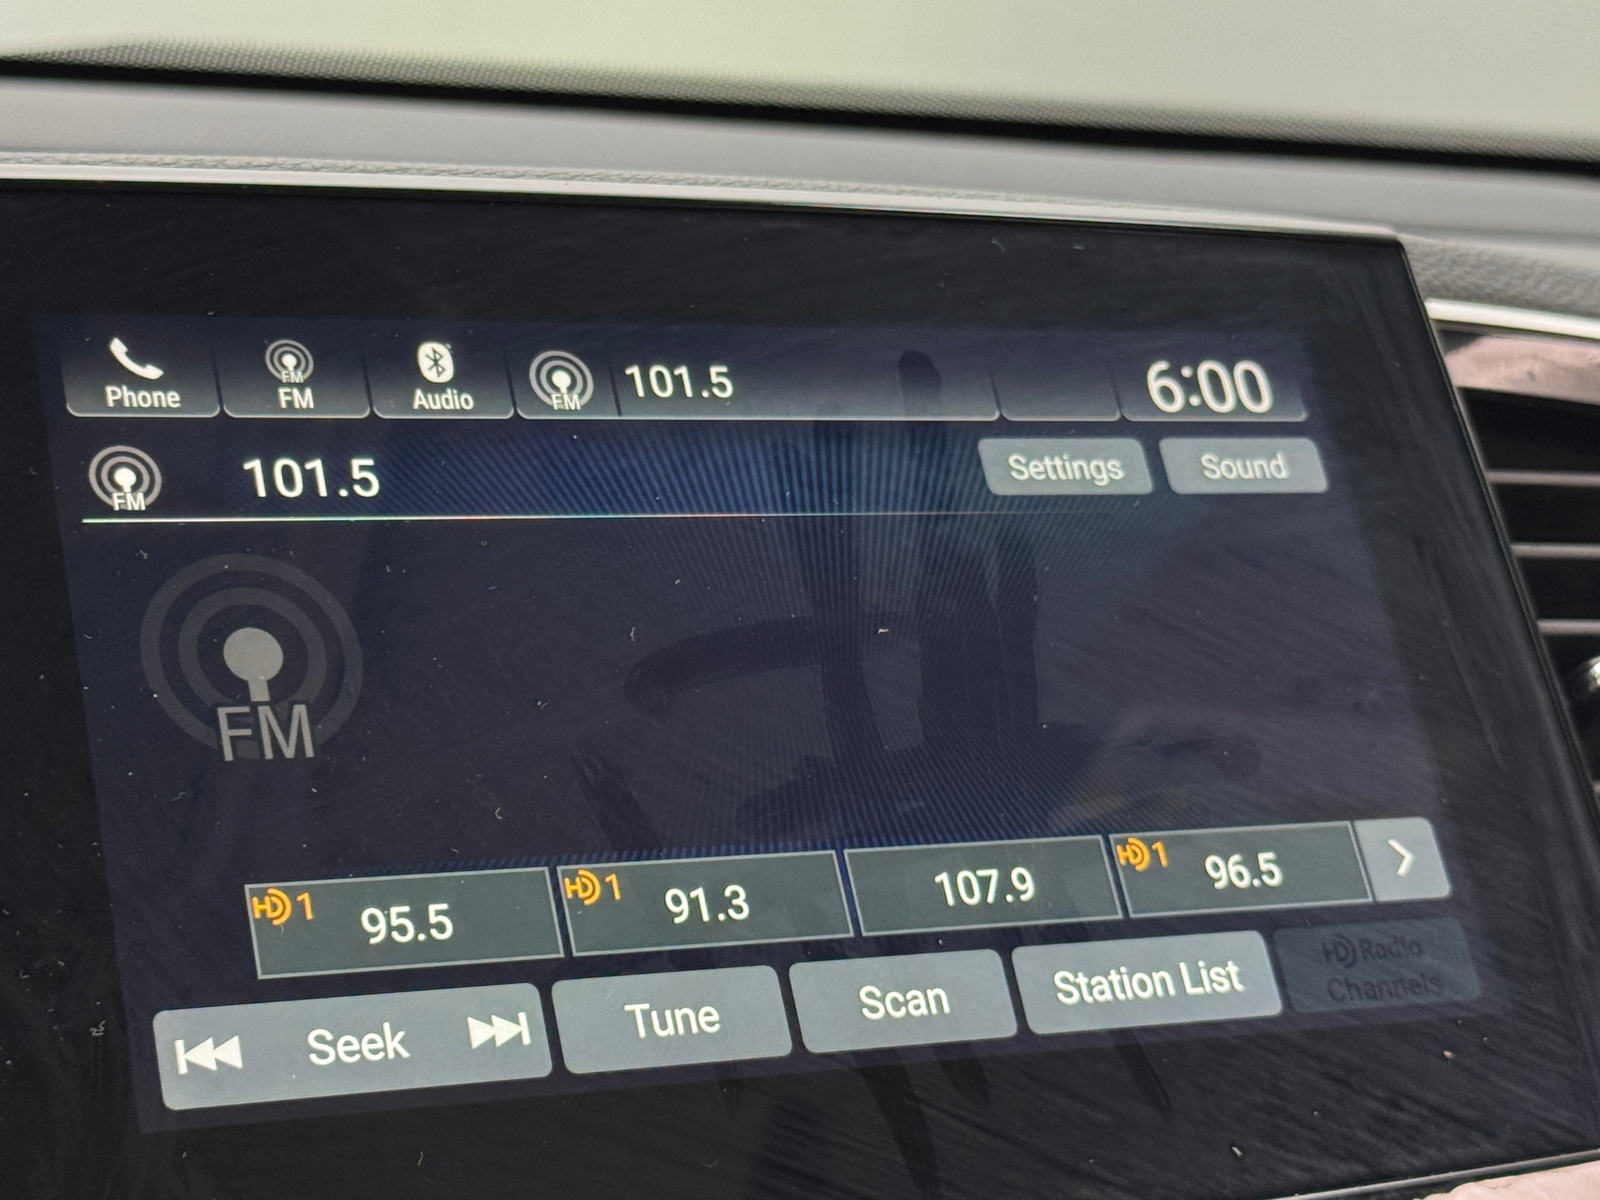 Phone
FM
FM
Audio
FM
101.5
6:00
FM
101.5
Settings
Sound
FM
HD 1
95.5
HD 1
91.3
107.9
HD 1
96.5
Seek
Tune
Scan
Station List
HD Radio
Channels